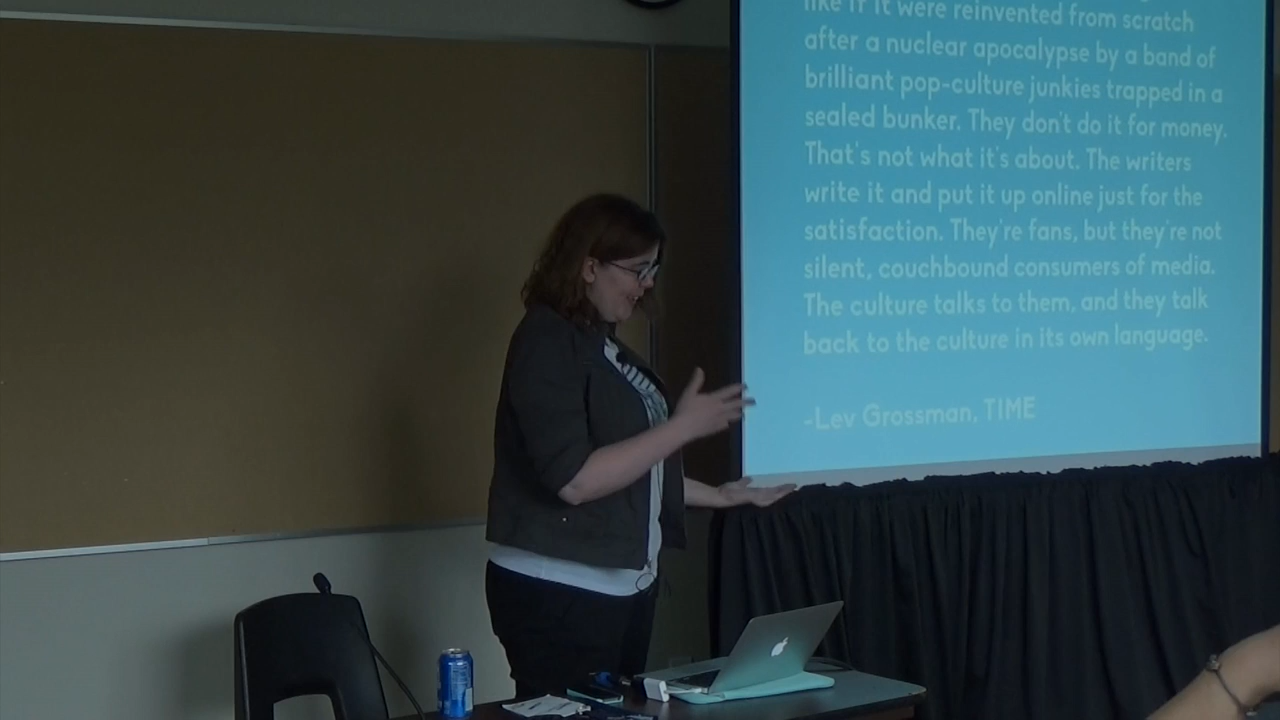 like if it were reinvented from scratch
after a nuclear apocalypse by a band of
brilliant pop-culture junkies trapped in a
sealed bunker. They don't do it for money.
That's not what it's about. The writers
write it and put it up online just for the
satisfaction. They're fans, but they're not
silent, couchbound consumers of media.
The culture talks to them, and they talk
back to the culture in its own language.
-Lev Grossman, TIME